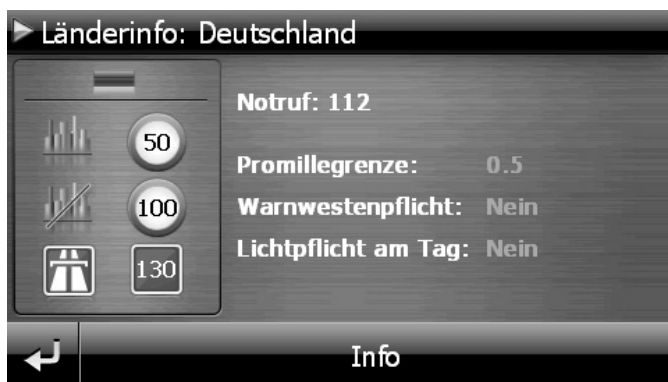 Länderinfo: Deutschland
Notruf: 112
50
Promillegrenze: 0.5
100
Warnwestenpflicht: Nein
130
Lichtpflicht am Tag: Nein
Info